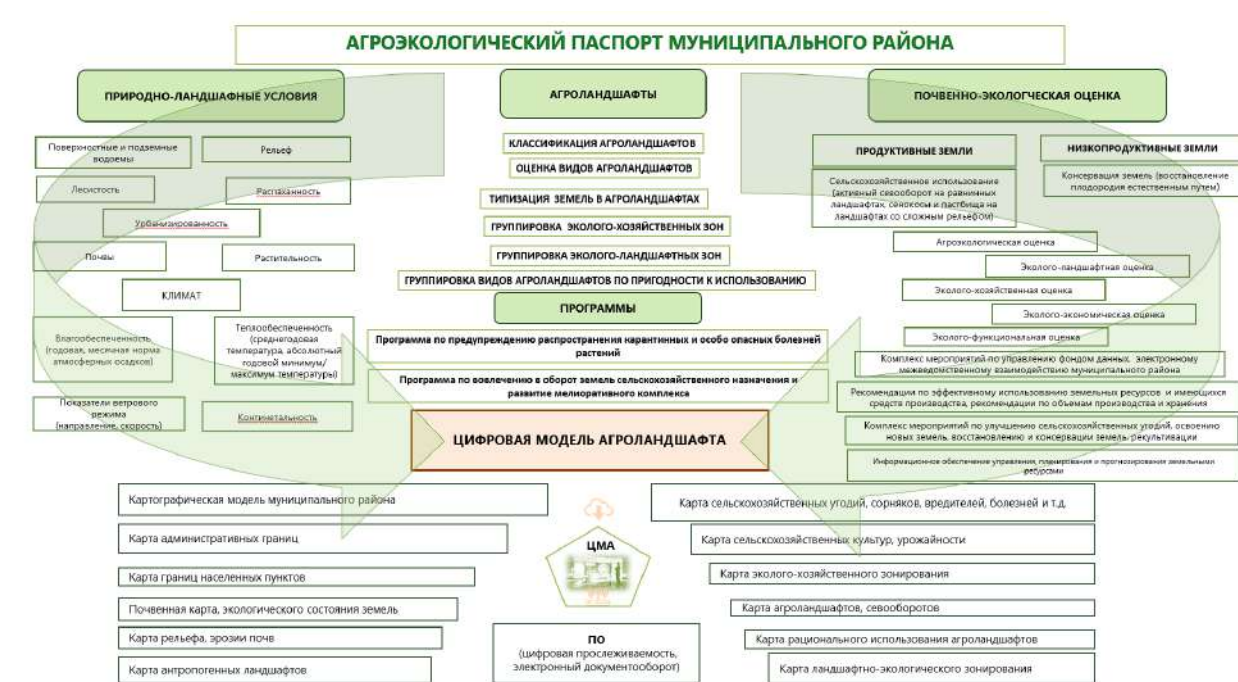 АГРОЭКОЛОГИЧЕСКИЙ ПАСПОРТ МУНИЦИПАЛЬНОГО РАЙОНА
ПРИРОДНО-ЛАНДШАФНЫЕ УСЛОВИЯ
Поверхностные и подземные
водоемы
Рельеф
Лесистость
Распаханность
Урбанизированность
Почвы
Растительность
КЛИМАТ
Влагообеспеченность
(годовая, месячная норма
атмосферных осадков)
Теплообеспеченность
(среднегодовая
температура, абсолютный
годовой минимум/
максимум температуры)
Показатели ветрового
режима
(направление, скорость)
Континетальность
АГРОЛАНДШАФТЫ
КЛАССИФИКАЦИЯ АГРОЛАНДШАФТОВ
ОЦЕНКА ВИДОВ АГРОЛАНДШАФТОВ
ТИПИЗАЦИЯ ЗЕМЕЛЬ В АГРОЛАНДШАФТАХ
ГРУППИРОВКА ЭКОЛОГО-ХОЗЯЙСТВЕННЫХ ЗОН
ГРУППИРОВКА ЭКОЛОГО-ЛАНДШАФТНЫХ ЗОН
ГРУППИРОВКА ВИДОВ АГРОЛАНДШАФТОВ ПО ПРИГОДНОСТИ К ИСПОЛЬЗОВАНИЮ
ПРОГРАММЫ
Программа по предупреждению распространения карантинных и особо опасных болезней
растений
Программа по вовлечению в оборот земель сельскохозяйственного назначения и
развитие мелиоративного комплекса
ПОЧВЕННО-ЭКОЛОГЧЕСКАЯ ОЦЕНКА
ПРОДУКТИВНЫЕ ЗЕМЛИ
Сельскохозяйственное использование
(активный севооборот на равнинных
ландшафтах, сенокосы и пастбища на
ландшафтах со сложным рельефом)
НИЗКОПРОДУКТИВНЫЕ ЗЕМЛИ
Консервация земель (восстановление
плодородия естественным путем)
Агроэкологическая оценка
Эколого-ландшафтная оценка
Эколого-хозяйственная оценка
Эколого-экономическая оценка
Эколого-функциональная оценка
Комплекс мероприятий по управлению фондом данных, электронному
межведомственному взаимодействию муниципального района
Рекомендации по эффективному использованию земельных ресурсов и имеющихся
средств производства, рекомендации по объемам производства и хранения
Комплекс мероприятий по улучшению сельскохозяйственных угодий, освоению
новых земель, восстановлению и консервации земель, рекультивации
Информационное обеспечение управления, планирования и прогнозирования земельными
ресурсами
ЦИФРОВАЯ МОДЕЛЬ АГРОЛАНДШАФТА
Картографическая модель муниципального района
Карта административных границ
Карта границ населенных пунктов
Почвенная карта, экологического состояния земель
Карта рельефа, эрозии почв
Карта антропогенных ландшафтов
ЦМА
ПО
(цифровая прослеживаемость,
электронный документооборот)
Карта сельскохозяйственных угодий, сорняков, вредителей, болезней и т.д.
Карта сельскохозяйственных культур, урожайности
Карта эколого-хозяйственного зонирования
Карта агроландшафтов, севооборотов
Карта рационального использования агроландшафтов
Карта ландшафтно-экологического зонирования